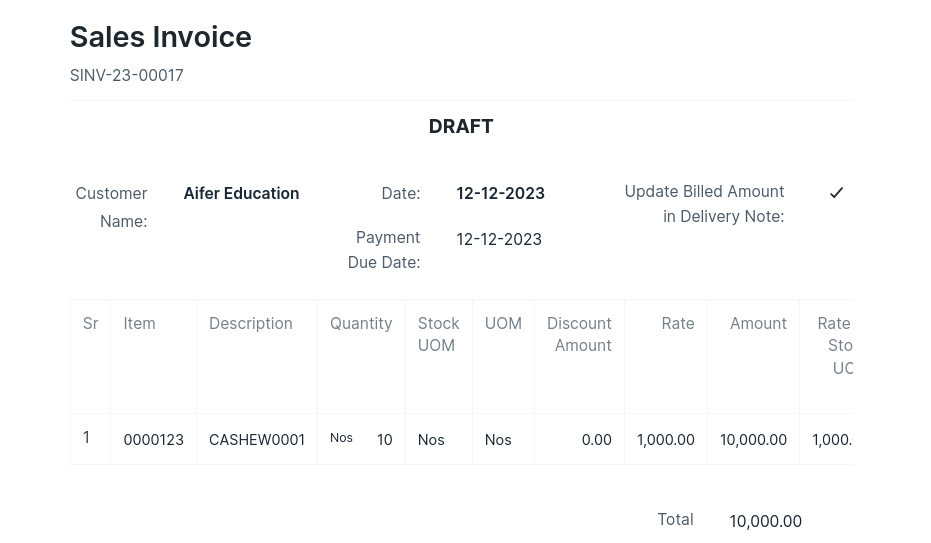 Sales Invoice
SINV-23-00017
DRAFT
Customer Name: Aifer Education
Date: 12-12-2023
Payment Due Date: 12-12-2023
Update Billed Amount in Delivery Note: ✓
Sr Item Description Quantity Stock UOM UOM Discount Amount Rate Amount Rate
1 0000123 CASHEW0001 Nos 10 Nos Nos 0.00 1,000.00 10,000.00 1,000.
Total 10,000.00